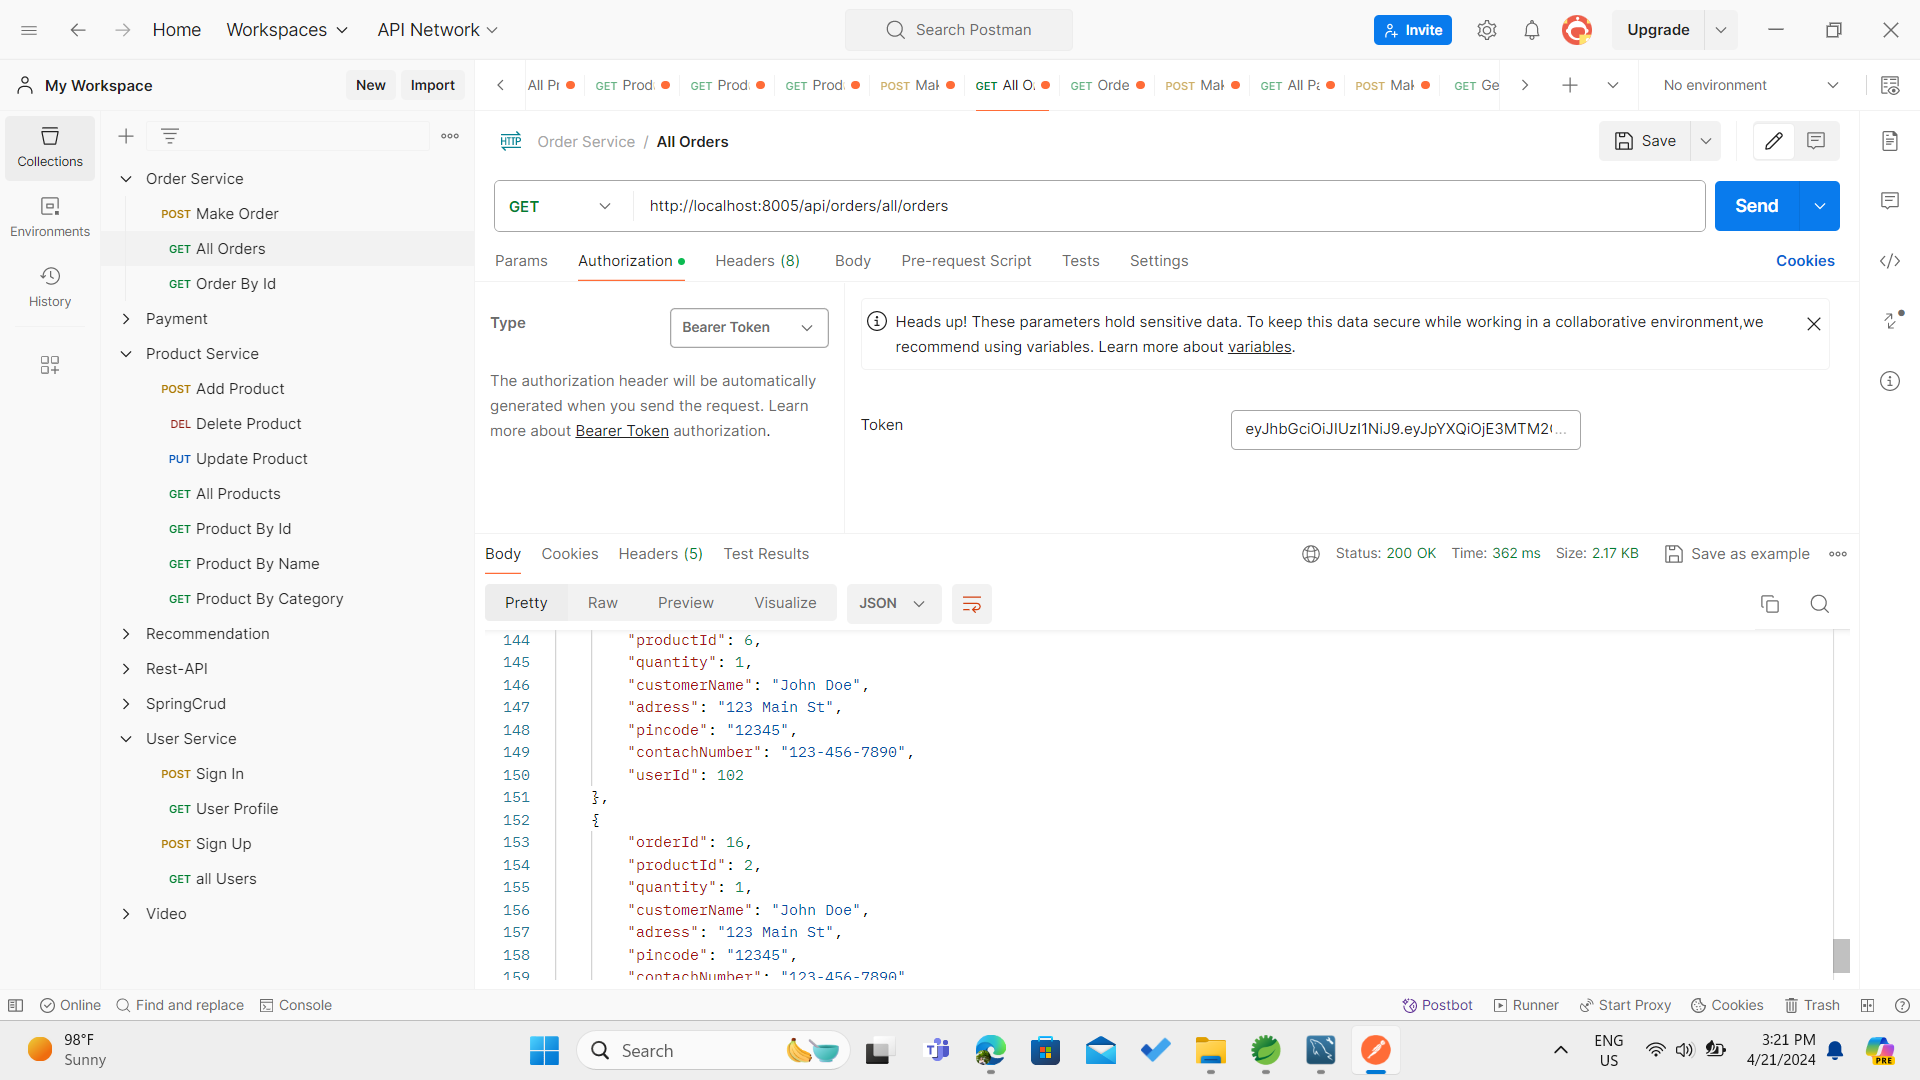 Home
Workspaces
API Network
Search Postman
Invite
Upgrade
My Workspace
New
Import
All Pr
GET Prod
GET Prod
GET Prod
POST Mak
GET All O
GET Orde
POST Mak
GET All Pa
POST Mak
GET Ge
No environment
Collections
Environments
History
Order Service
POST Make Order
GET All Orders
GET Order By Id
Payment
Product Service
POST Add Product
DEL Delete Product
PUT Update Product
GET All Products
GET Product By Id
GET Product By Name
GET Product By Category
Recommendation
Rest-API
SpringCrud
User Service
POST Sign In
GET User Profile
POST Sign Up
GET all Users
Video
HTTP
Order Service / All Orders
Save
GET
http://localhost:8005/api/orders/all/orders
Send
Params
Authorization
Headers (8)
Body
Pre-request Script
Tests
Settings
Cookies
Type
Bearer Token
The authorization header will be automatically
generated when you send the request. Learn
more about Bearer Token authorization.
Heads up! These parameters hold sensitive data. To keep this data secure while working in a collaborative environment,we
recommend using variables. Learn more about variables.
Token
eyJhbGciOiJIUzI1NiJ9.eyJpYXQiOjE3MTM2...
Body
Cookies
Headers (5)
Test Results
Status: 200 OK
Time: 362 ms
Size: 2.17 KB
Save as example
Pretty
Raw
Preview
Visualize
JSON
144 "productId": 6,
145 "quantity": 1,
146 "customerName": "John Doe",
147 "adress": "123 Main St",
148 "pincode": "12345",
149 "contachNumber": "123-456-7890",
150 "userId": 102
151 },
152 {
153 "orderId": 16,
154 "productId": 2,
155 "quantity": 1,
156 "customerName": "John Doe",
157 "adress": "123 Main St",
158 "pincode": "12345",
159 "contachNumber": "123-456-7890"
Online
Find and replace
Console
Postbot
Runner
Start Proxy
Cookies
Trash
98°F
Sunny
Search
ENG
US
3:21 PM
4/21/2024
PRE